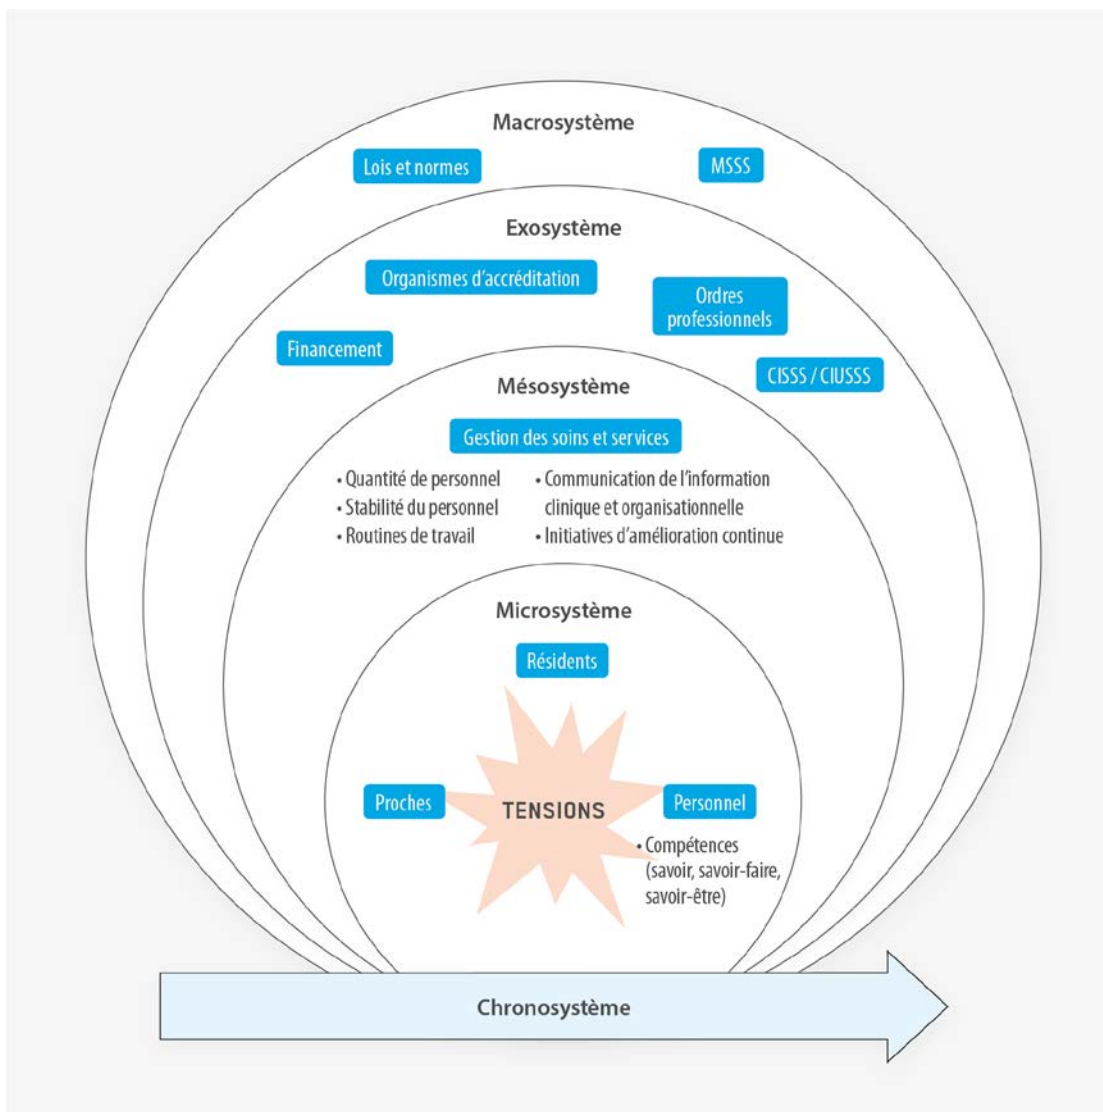 Macrosystème
Lois et normes
MSSS
Exosystème
Organismes d’accréditation
Ordres
professionnels
Financement
CISSS / CIUSSS
Mésosystème
Gestion des soins et services
• Quantité de personnel
• Stabilité du personnel
• Routines de travail
• Communication de l’information
clinique et organisationnelle
• Initiatives d’amélioration continue
Microsystème
Résidents
Proches
TENSIONS
Personnel
• Compétences
(savoir, savoir-faire,
savoir-être)
Chronosystème